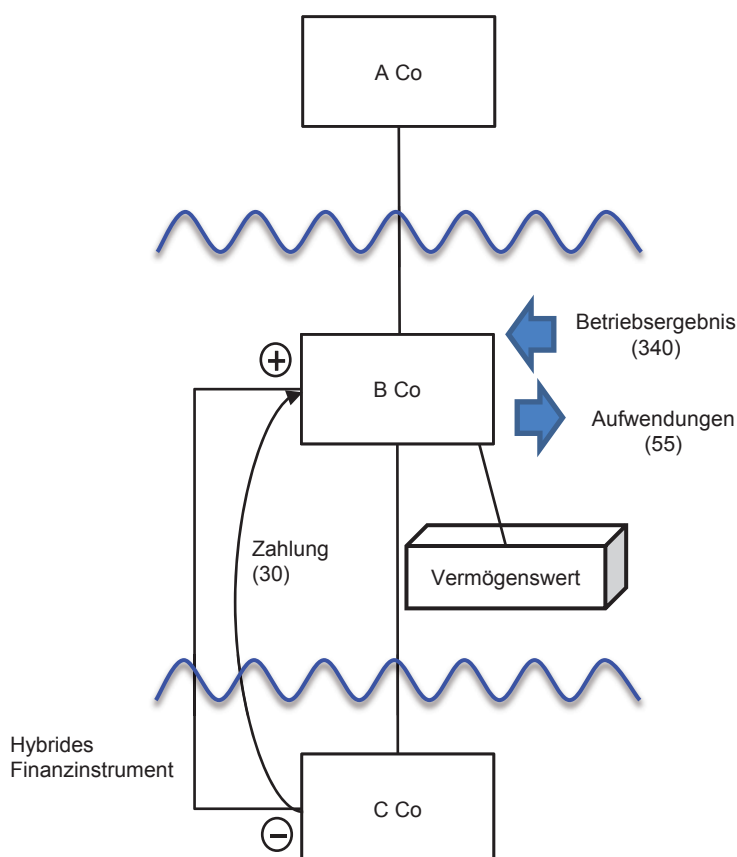 A Co
Betriebsergebnis
(340)
+
B Co
Aufwendungen
(55)
Zahlung
(30)
Vermögenswert
Hybrides
Finanzinstrument
C Co
−